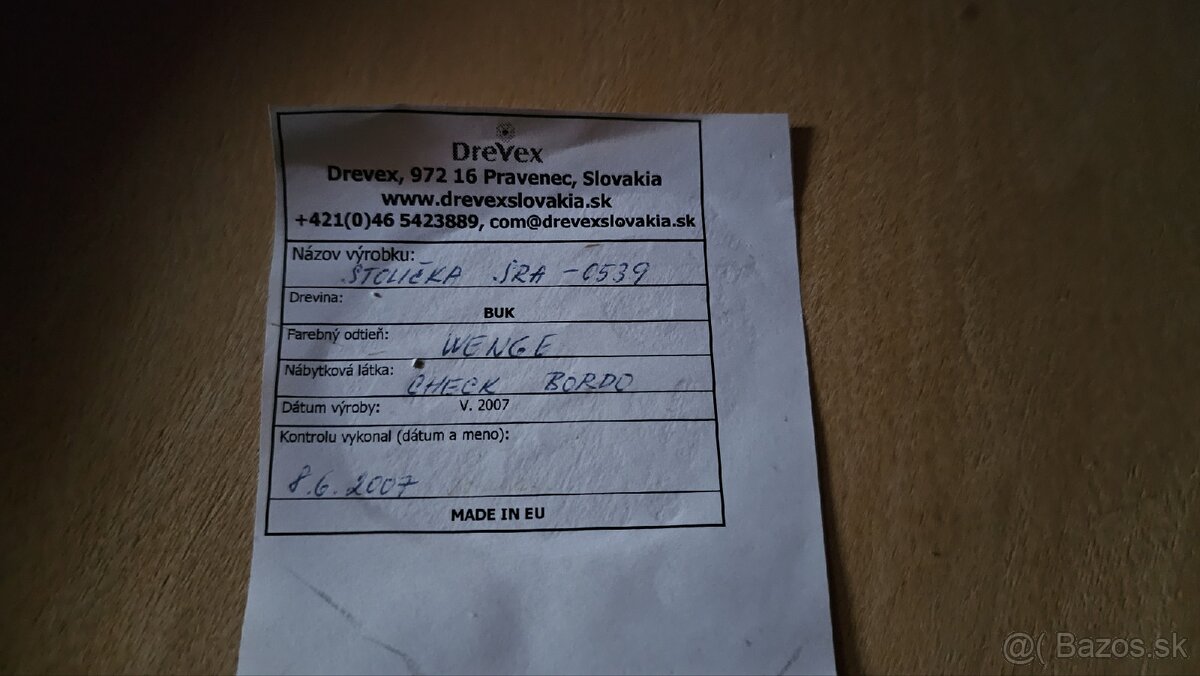 DreVex
Drevex, 972 16 Pravenec, Slovakia
www.drevexslovakia.sk
+421(0)46 5423889, com@drevexslovakia.sk
Názov výrobku:
STOLIČKA SRA - 0539
Drevina:
BUK
Farebný odtieň:
WENGE
Nábytková látka:
CHECK BORDO
Dátum výroby: V. 2007
Kontrolu vykonal (dátum a meno):
8.6.2007
MADE IN EU
@( Bazos.sk